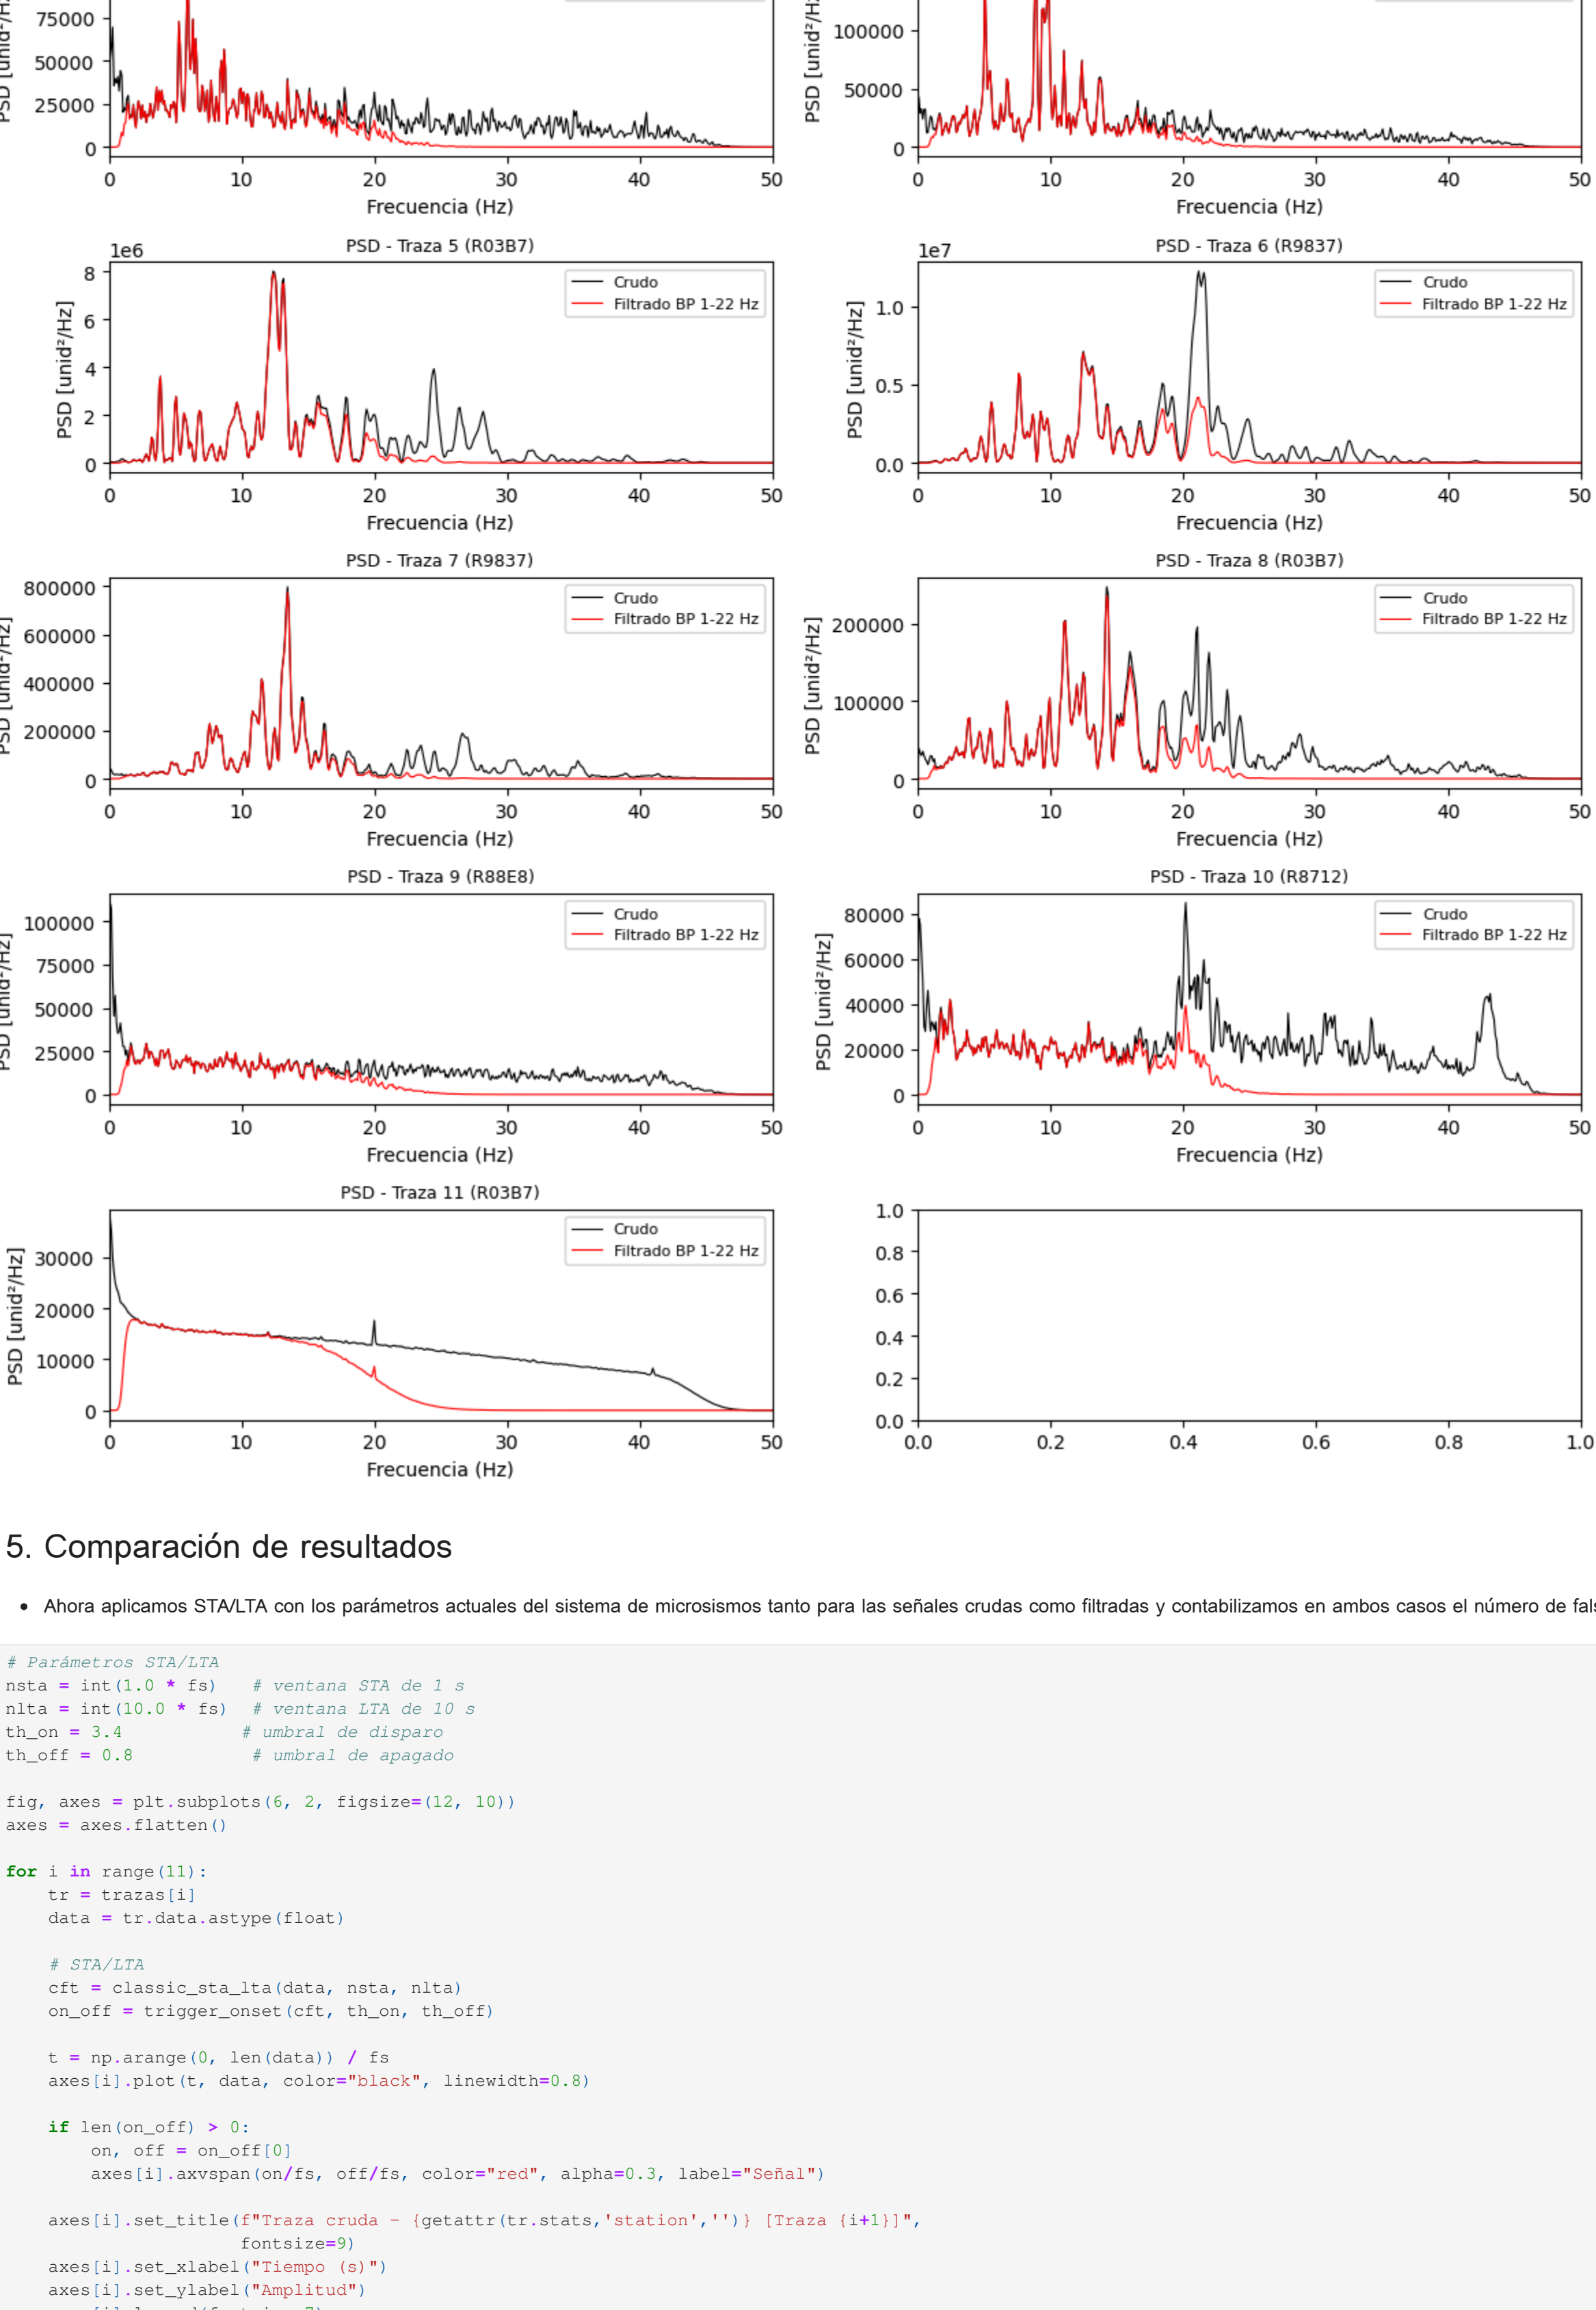 75000
50000
25000
0
PSD [unid²/Hz]
0 10 20 30 40 50
Frecuencia (Hz)
100000
50000
0
PSD [unid²/Hz]
0 10 20 30 40 50
Frecuencia (Hz)
PSD - Traza 5 (R03B7)
1e6
8
6
4
2
0
PSD [unid²/Hz]
Crudo
Filtrado BP 1-22 Hz
0 10 20 30 40 50
Frecuencia (Hz)
PSD - Traza 6 (R9837)
1e7
1.0
0.5
0.0
PSD [unid²/Hz]
Crudo
Filtrado BP 1-22 Hz
0 10 20 30 40 50
Frecuencia (Hz)
PSD - Traza 7 (R9837)
800000
600000
400000
200000
0
PSD [unid²/Hz]
Crudo
Filtrado BP 1-22 Hz
0 10 20 30 40 50
Frecuencia (Hz)
PSD - Traza 8 (R03B7)
200000
100000
0
PSD [unid²/Hz]
Crudo
Filtrado BP 1-22 Hz
0 10 20 30 40 50
Frecuencia (Hz)
PSD - Traza 9 (R88E8)
100000
75000
50000
25000
0
PSD [unid²/Hz]
Crudo
Filtrado BP 1-22 Hz
0 10 20 30 40 50
Frecuencia (Hz)
PSD - Traza 10 (R8712)
80000
60000
40000
20000
0
PSD [unid²/Hz]
Crudo
Filtrado BP 1-22 Hz
0 10 20 30 40 50
Frecuencia (Hz)
PSD - Traza 11 (R03B7)
30000
20000
10000
0
PSD [unid²/Hz]
Crudo
Filtrado BP 1-22 Hz
0 10 20 30 40 50
Frecuencia (Hz)
1.0
0.8
0.6
0.4
0.2
0.0
0.0 0.2 0.4 0.6 0.8 1.0
5. Comparación de resultados
• Ahora aplicamos STA/LTA con los parámetros actuales del sistema de microsismos tanto para las señales crudas como filtradas y contabilizamos en ambos casos el número de
# Parámetros STA/LTA
nsta = int(1.0 * fs)   # ventana STA de 1 s
nlta = int(10.0 * fs)  # ventana LTA de 10 s
th_on = 3.4           # umbral de disparo
th_off = 0.8           # umbral de apagado
fig, axes = plt.subplots(6, 2, figsize=(12, 10))
axes = axes.flatten()
for i in range(11):
    tr = trazas[i]
    data = tr.data.astype(float)
    # STA/LTA
    cft = classic_sta_lta(data, nsta, nlta)
    on_off = trigger_onset(cft, th_on, th_off)
    t = np.arange(0, len(data)) / fs
    axes[i].plot(t, data, color="black", linewidth=0.8)
    if len(on_off) > 0:
        on, off = on_off[0]
        axes[i].axvspan(on/fs, off/fs, color="red", alpha=0.3, label="Señal")
    axes[i].set_title(f"Traza cruda – {getattr(tr.stats,'station','')} [Traza {i+1}]",
                      fontsize=9)
    axes[i].set_xlabel("Tiempo (s)")
    axes[i].set_ylabel("Amplitud")